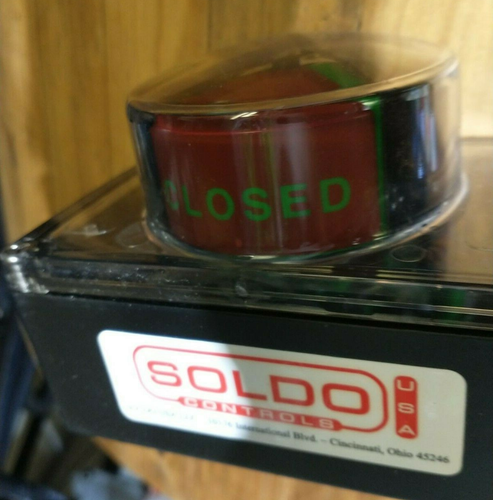 CLOSED
SOLDO
CONTROLS
USA
International Blvd. – Cincinnati, Ohio 45246